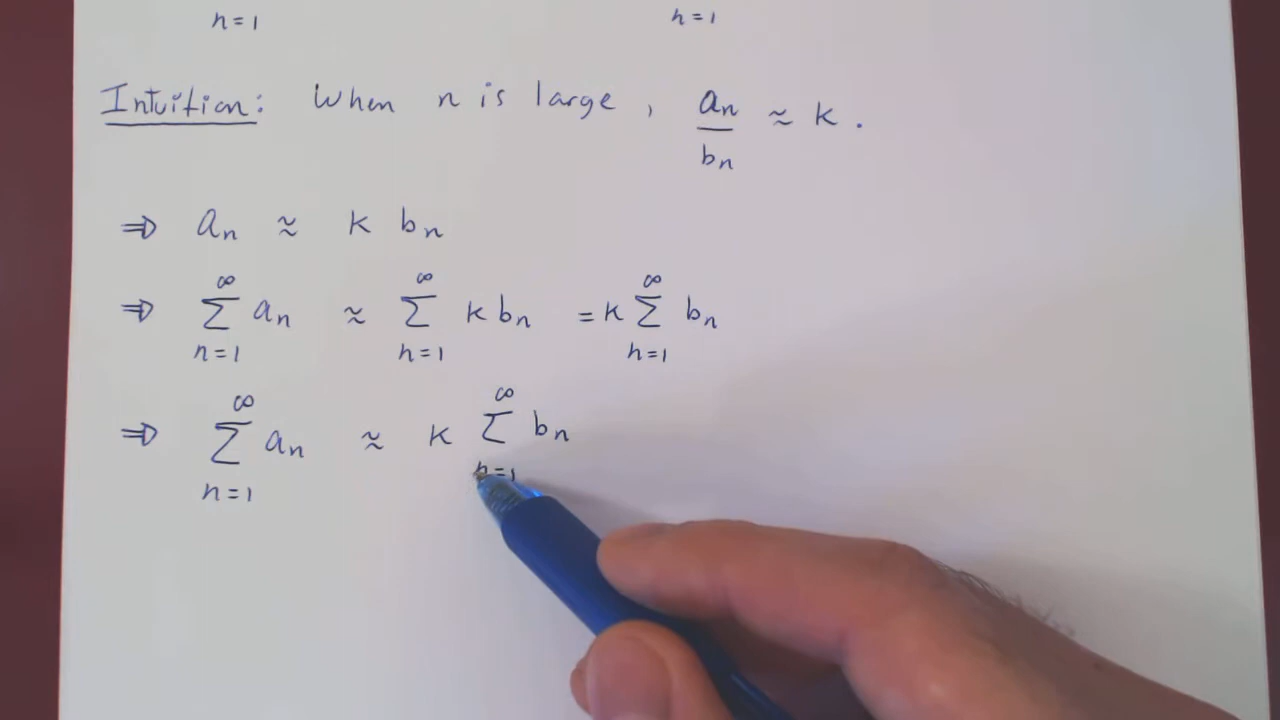 n=1 n=1
Intuition: When n is large, an/bn ≈ k.
⇒ an ≈ k bn
⇒ ∞∑n=1 an ≈ ∞∑n=1 k bn = k ∞∑n=1 bn
⇒ ∞∑n=1 an ≈ k ∞∑n=1 bn